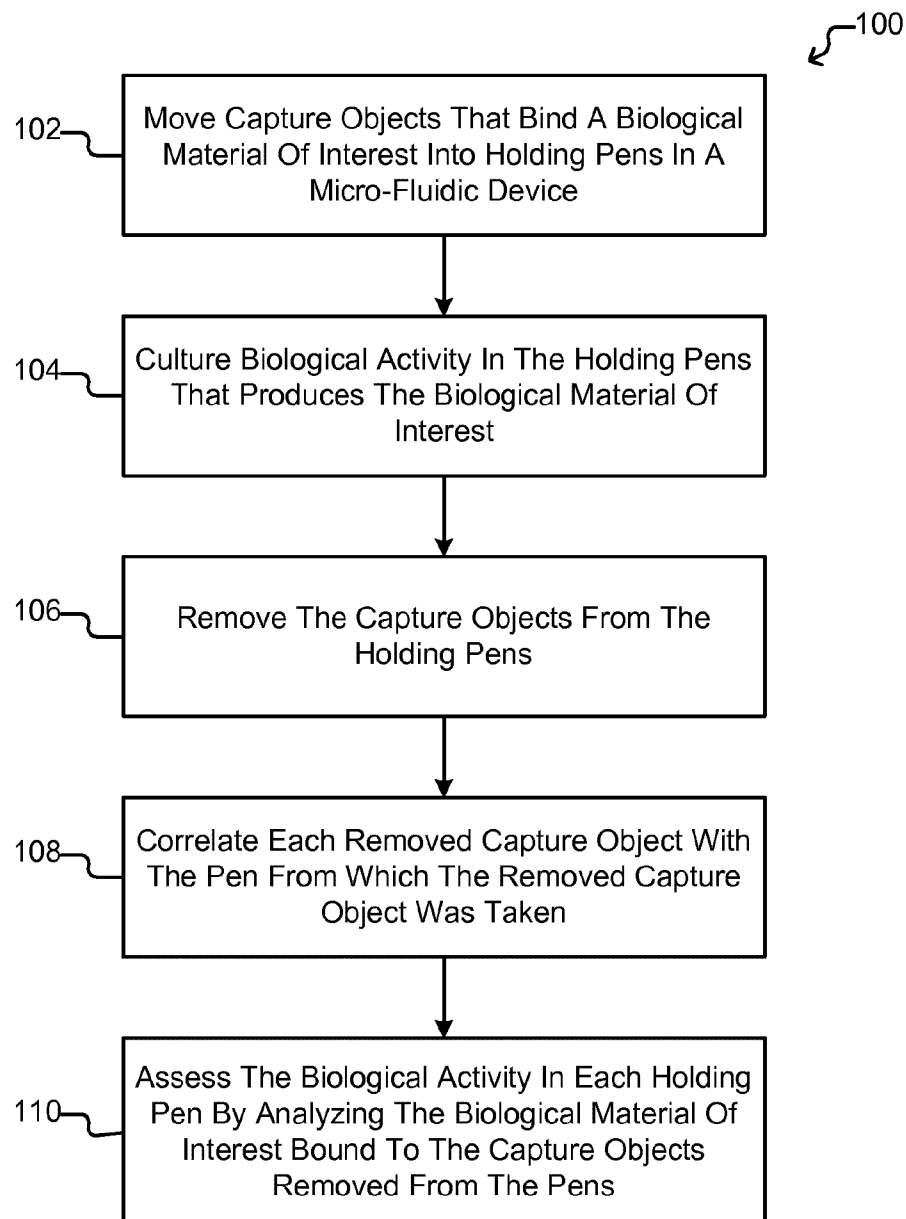 100
102
Move Capture Objects That Bind A Biological
Material Of Interest Into Holding Pens In A
Micro-Fluidic Device
104
Culture Biological Activity In The Holding Pens
That Produces The Biological Material Of
Interest
106
Remove The Capture Objects From The
Holding Pens
108
Correlate Each Removed Capture Object With
The Pen From Which The Removed Capture
Object Was Taken
110
Assess The Biological Activity In Each Holding
Pen By Analyzing The Biological Material Of
Interest Bound To The Capture Objects
Removed From The Pens